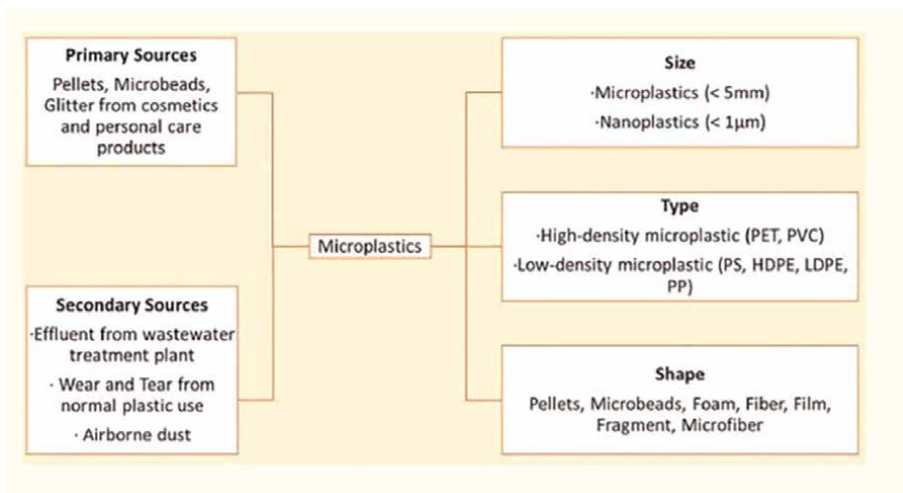 Primary Sources
Pellets, Microbeads,
Glitter from cosmetics
and personal care
products
Secondary Sources
·Effluent from wastewater
treatment plant
· Wear and Tear from
normal plastic use
· Airborne dust
Microplastics
Size
·Microplastics (< 5mm)
·Nanoplastics (< 1μm)
Type
·High-density microplastic (PET, PVC)
·Low-density microplastic (PS, HDPE, LDPE,
PP)
Shape
Pellets, Microbeads, Foam, Fiber, Film,
Fragment, Microfiber